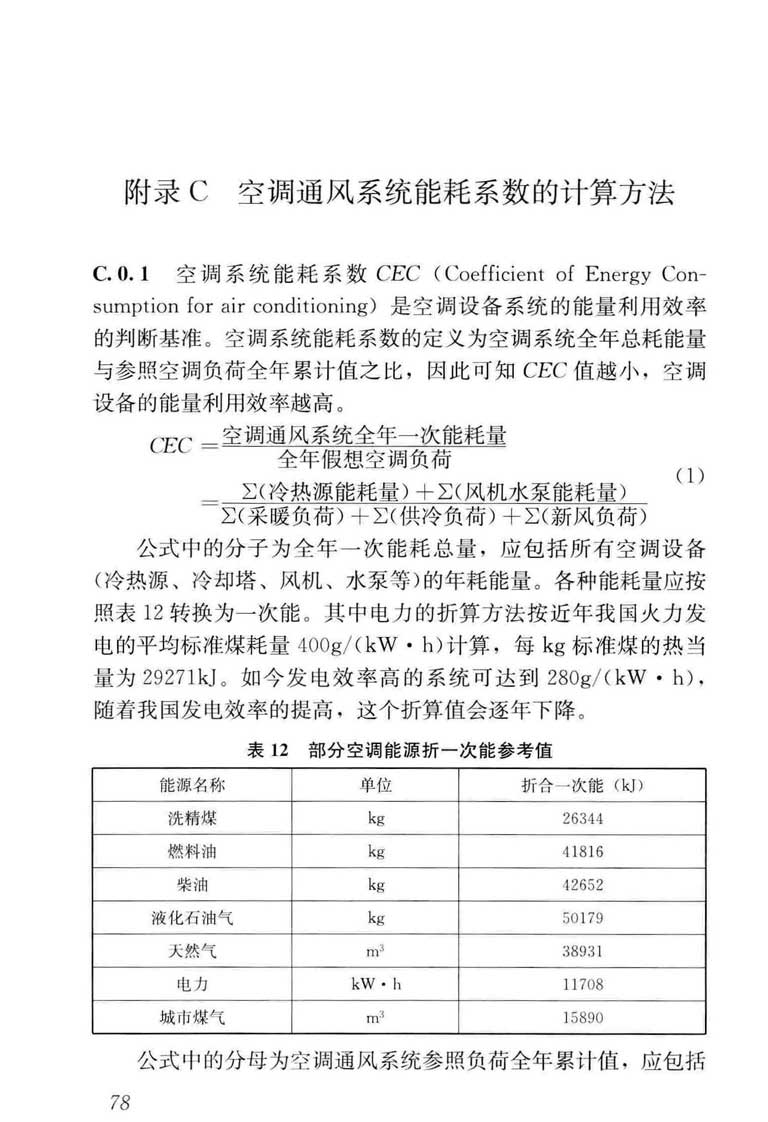 附录 C 空调通风系统能耗系数的计算方法
C.0.1 空调系统能耗系数 CEC（Coefficient of Energy Con-
sumption for air conditioning）是空调设备系统的能量利用效率
的判断基准。空调系统能耗系数的定义为空调系统全年总耗能量
与参照空调负荷全年累计值之比，因此可知 CEC 值越小，空调
设备的能量利用效率越高。
CEC = 空调通风系统全年一次能耗量
全年假想空调负荷
= Σ(冷热源能耗量)＋Σ(风机水泵能耗量)
(1)
Σ(采暖负荷)＋Σ(供冷负荷)＋Σ(新风负荷)
公式中的分子为全年一次能耗总量，应包括所有空调设备
(冷热源、冷却塔、风机、水泵等)的年耗能量。各种能耗量应按
照表 12 转换为一次能。其中电力的折算方法按近年我国火力发
电的平均标准煤耗量 400g/(kW·h)计算，每 kg 标准煤的热当
量为 29271kJ。如今发电效率高的系统可达到 280g/(kW·h)，
随着我国发电效率的提高，这个折算值会逐年下降。
表 12 部分空调能源折一次能参考值
能源名称 单位 折合一次能（kJ）
洗精煤 kg 26344
燃料油 kg 41816
柴油 kg 42652
液化石油气 kg 50179
天然气 m³ 38931
电力 kW·h 11708
城市煤气 m³ 15890
公式中的分母为空调通风系统参照负荷全年累计值，应包括
78